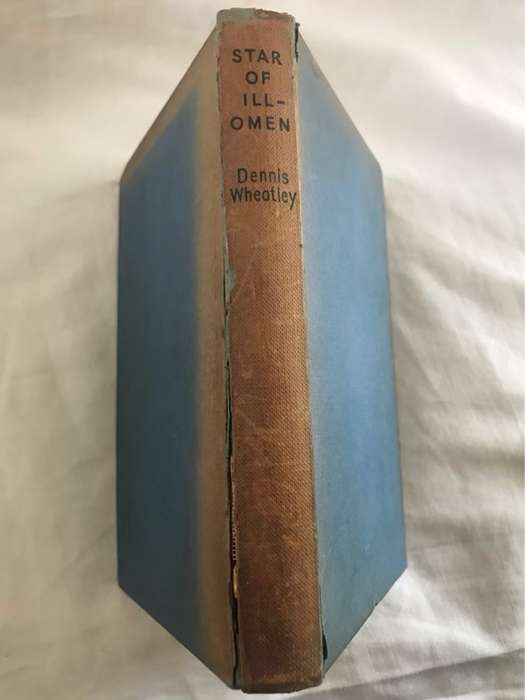 STAR
OF
ILL-
OMEN
Dennis
Wheatley